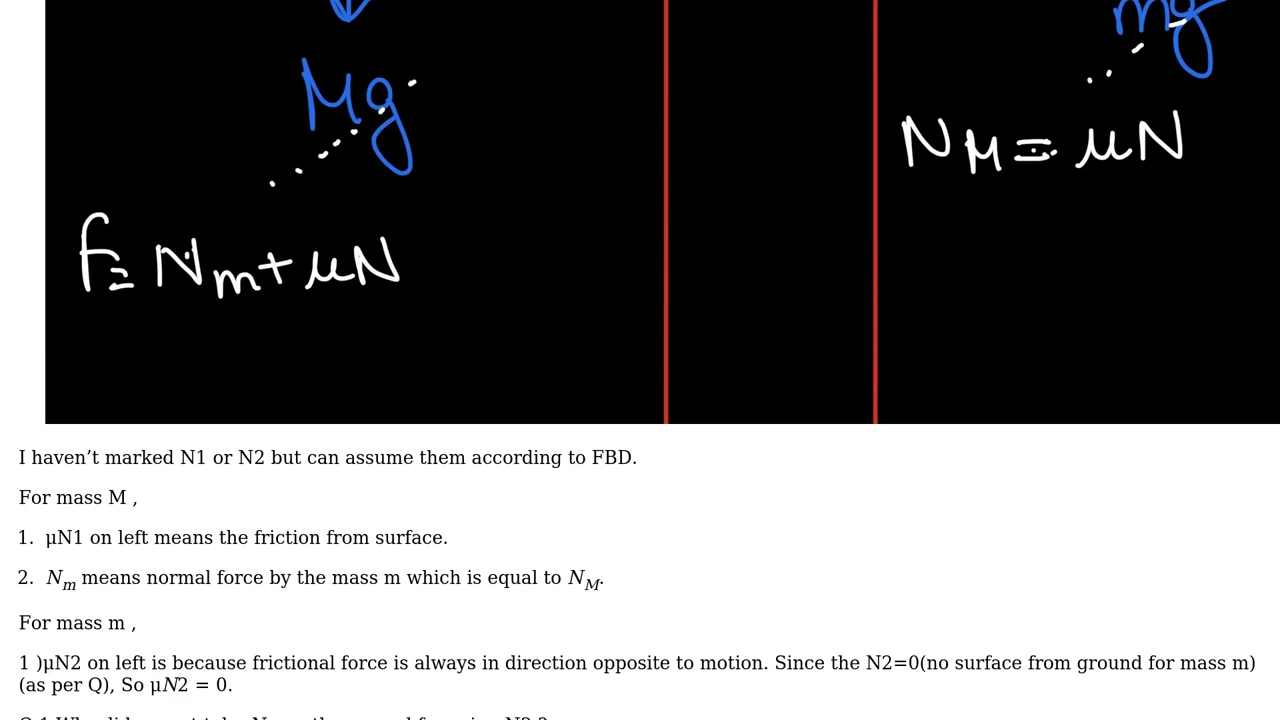 Mg
mg
N_M = μN
F = N_m + μN
I haven’t marked N1 or N2 but can assume them according to FBD.
For mass M ,
1. μN1 on left means the friction from surface.
2. N_m means normal force by the mass m which is equal to N_M.
For mass m ,
1 )μN2 on left is because frictional force is always in direction opposite to motion. Since the N2=0(no surface from ground for mass m)
(as per Q), So μN2 = 0.